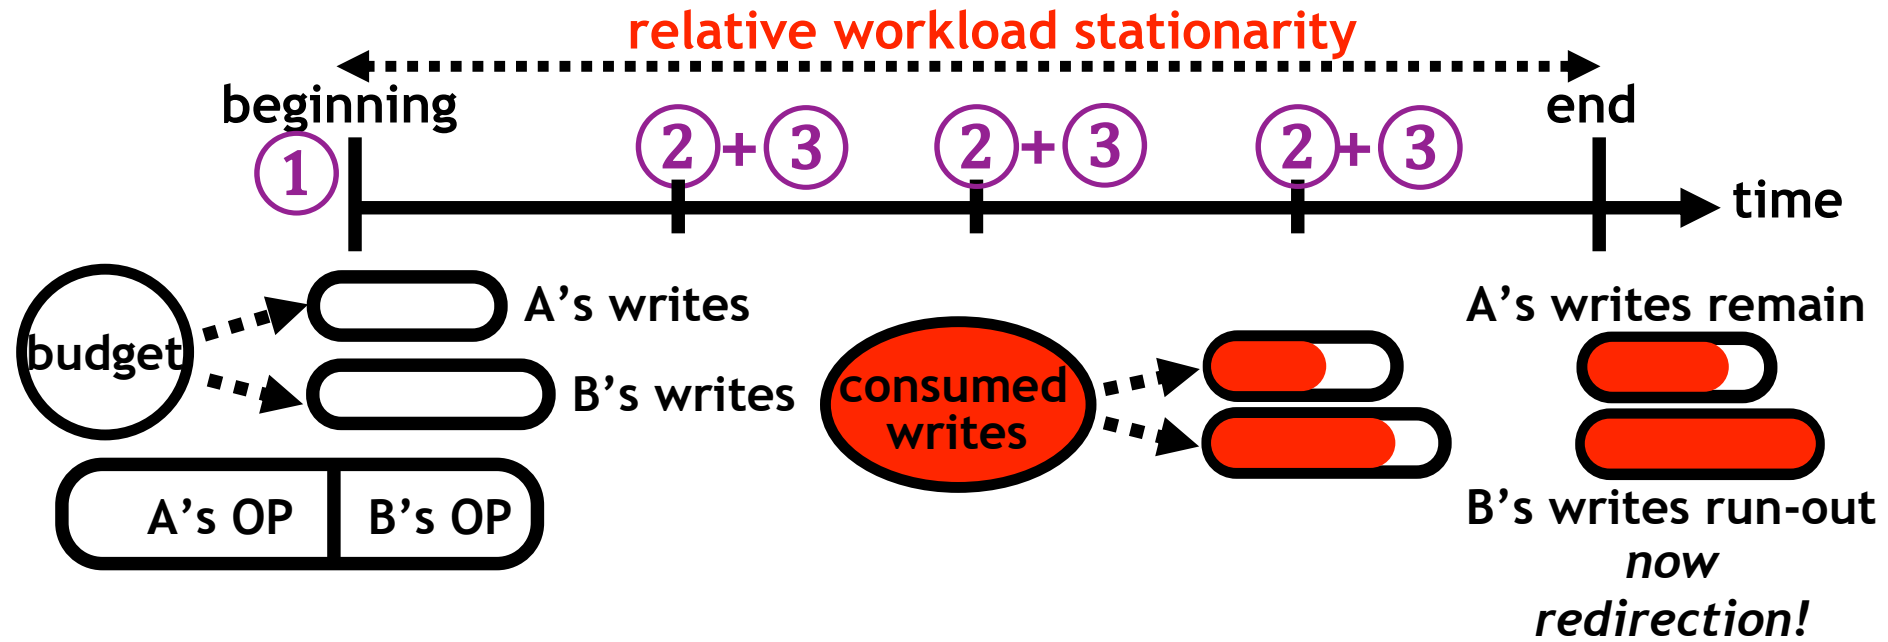 relative workload stationarity
beginning
end
1
2 + 3
2 + 3
2 + 3
time
budget
A's writes
B's writes
A's OP
B's OP
consumed
writes
A's writes remain
B's writes run-out
now
redirection!